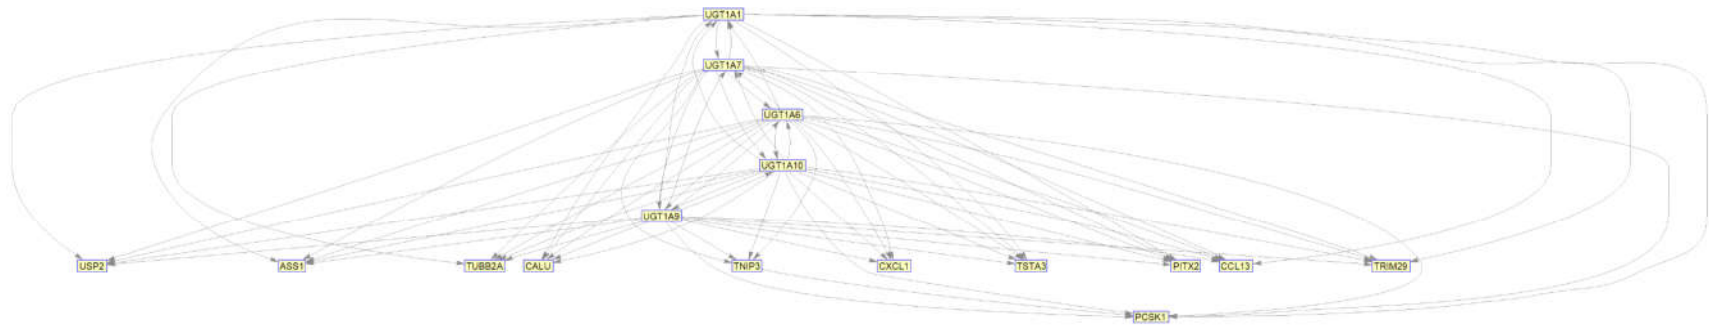 UGT1A1
UGT1A7
UGT1A6
UGT1A10
UGT1A9
USP2 ASS1 TUBB2A CALU TNIP3 CXCL1 TSTA3 PITX2 CCL13 TRIM29
PCSK1